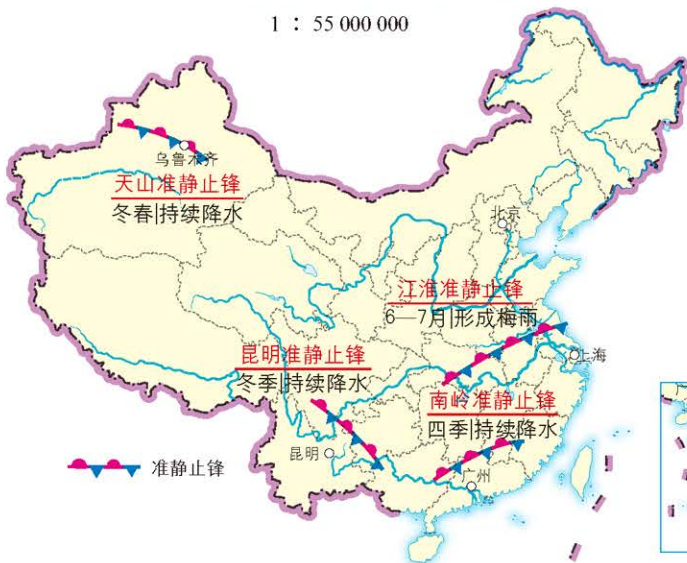 1 : 55 000 000
乌鲁木齐
天山准静止锋
冬春|持续降水
北京
江淮准静止锋
6—7月|形成梅雨
昆明准静止锋
冬季|持续降水
上海
南岭准静止锋
四季|持续降水
昆明
准静止锋
广州